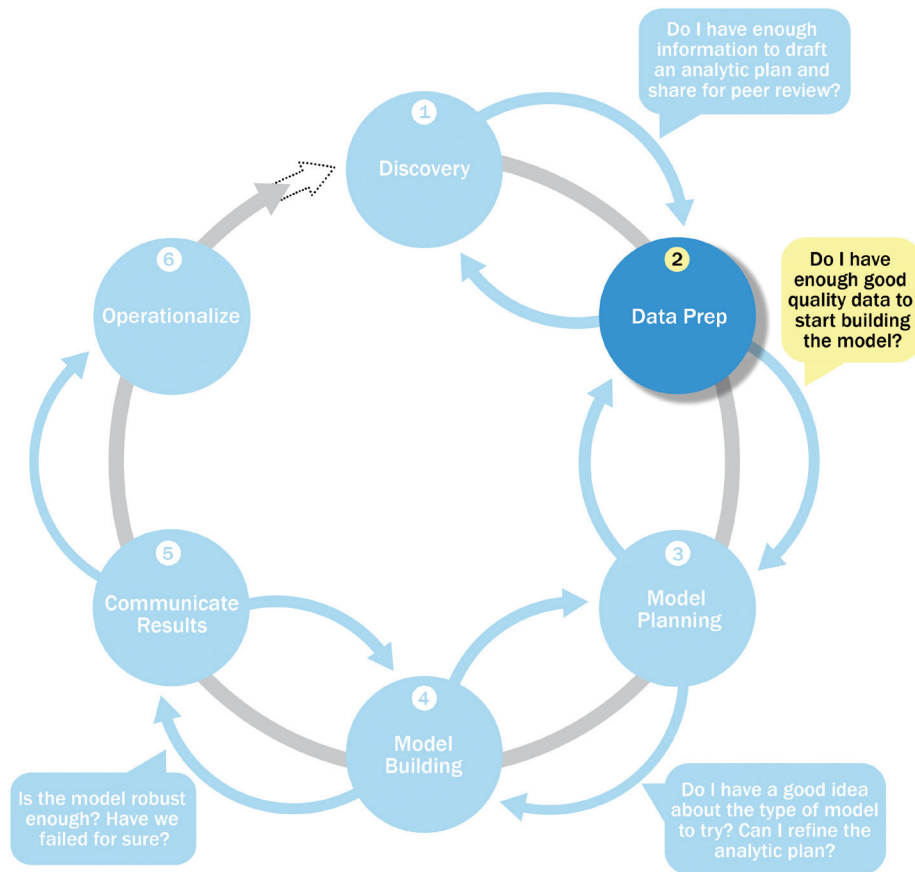 Do I have enough
information to draft
an analytic plan and
share for peer review?
1
Discovery
2
Data Prep
Do I have
enough good
quality data to
start building
the model?
3
Model
Planning
Do I have a good idea
about the type of model
to try? Can I refine the
analytic plan?
4
Model
Building
Is the model robust
enough? Have we
failed for sure?
5
Communicate
Results
6
Operationalize